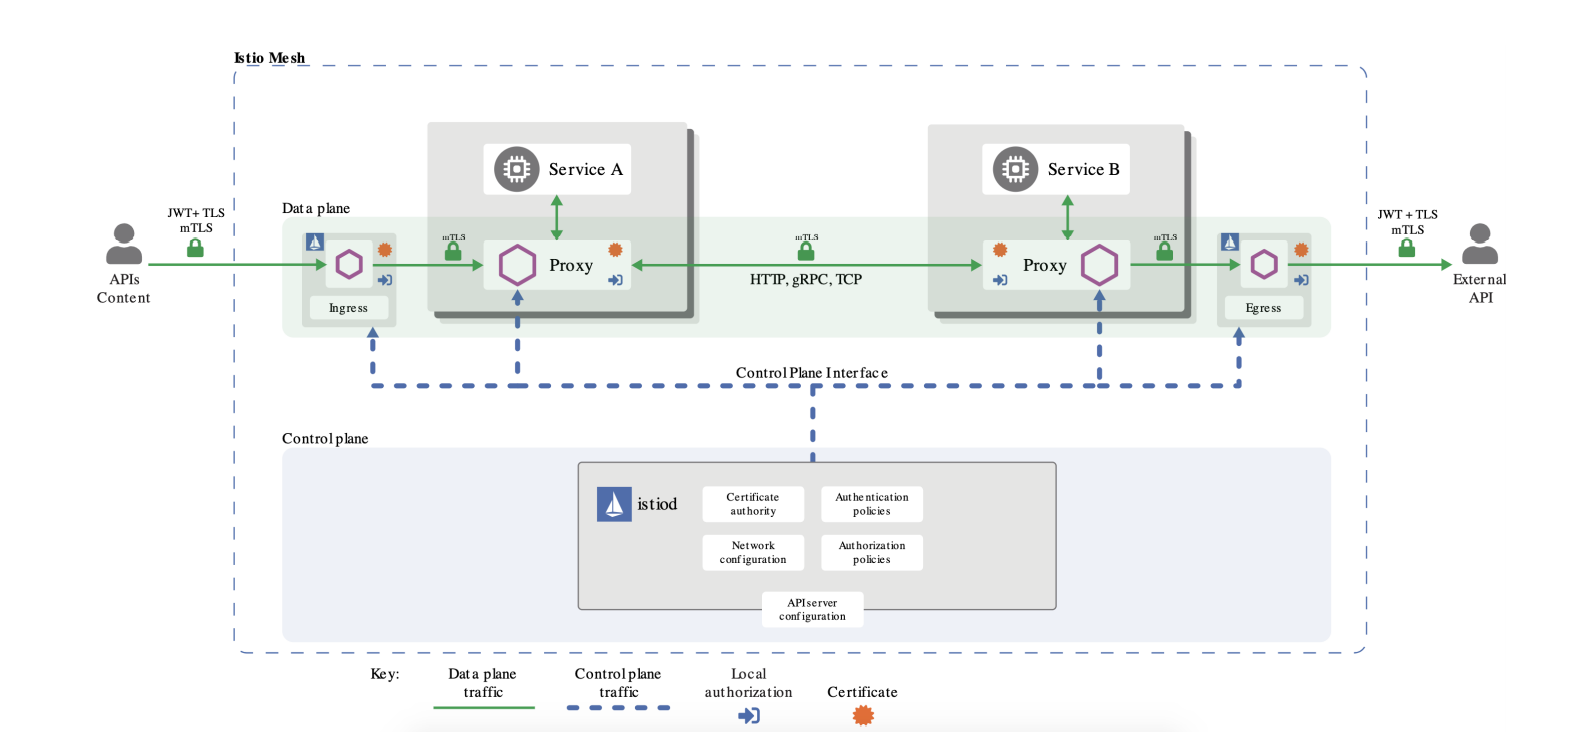 Istio Mesh
Service A
Service B
Data plane
JWT+ TLS
mTLS
JWT + TLS
mTLS
mTLS
mTLS
mTLS
Proxy
Proxy
HTTP, gRPC, TCP
APIs
Content
External
API
Ingress
Egress
Control Plane Interface
Control plane
istiod
Certificate
authority
Authentication
policies
Network
configuration
Authorization
policies
API server
configuration
Key:
Data plane
traffic
Control plane
traffic
Local
authorization
Certificate